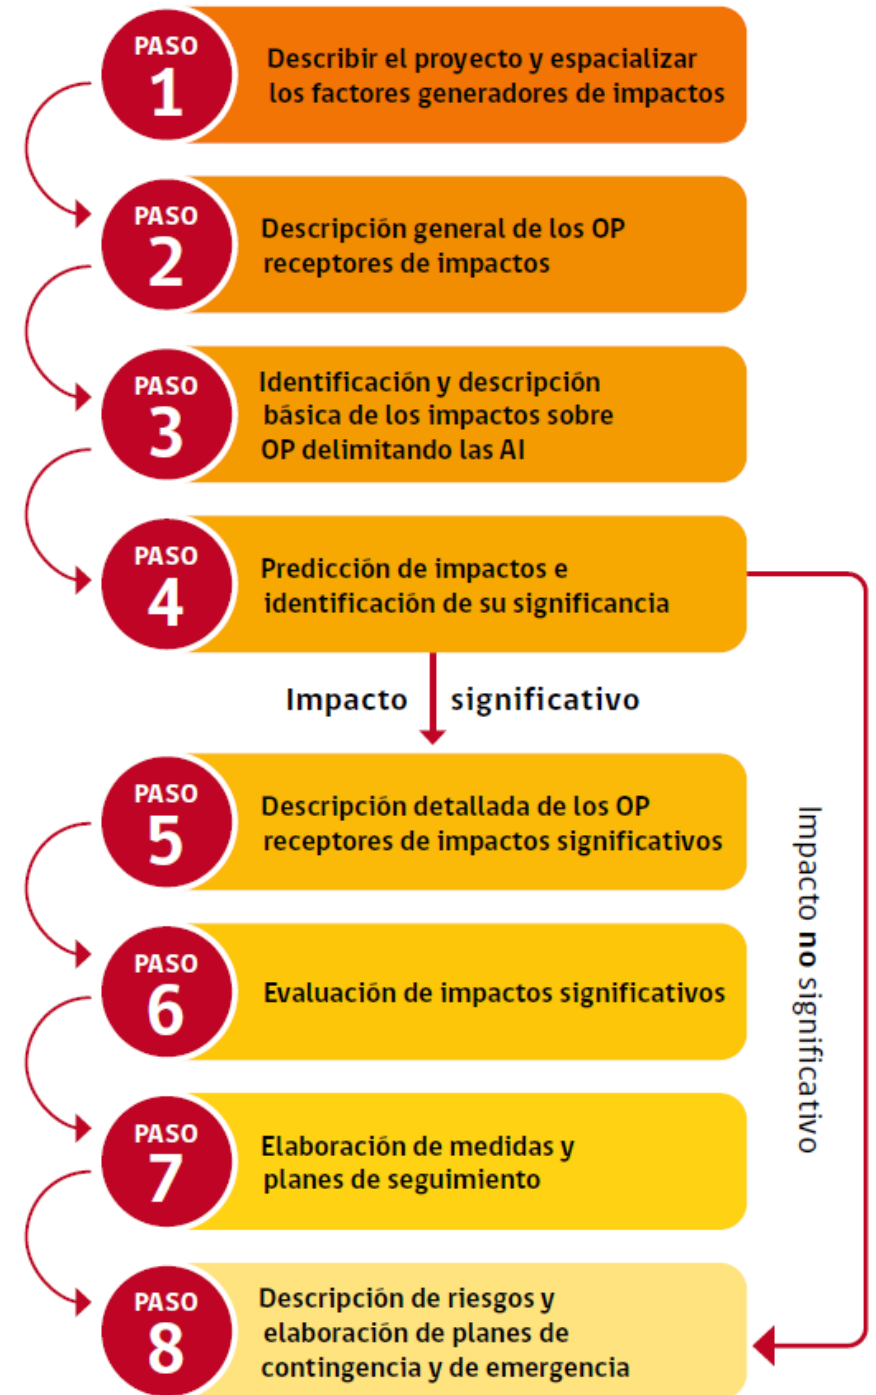 PASO
1
Describir el proyecto y espacializar
los factores generadores de impactos
PASO
2
Descripción general de los OP
receptores de impactos
PASO
3
Identificación y descripción
básica de los impactos sobre
OP delimitando las AI
PASO
4
Predicción de impactos e
identificación de su significancia
Impacto significativo
PASO
5
Descripción detallada de los OP
receptores de impactos significativos
PASO
6
Evaluación de impactos significativos
PASO
7
Elaboración de medidas y
planes de seguimiento
PASO
8
Descripción de riesgos y
elaboración de planes de
contingencia y de emergencia
Impacto no significativo